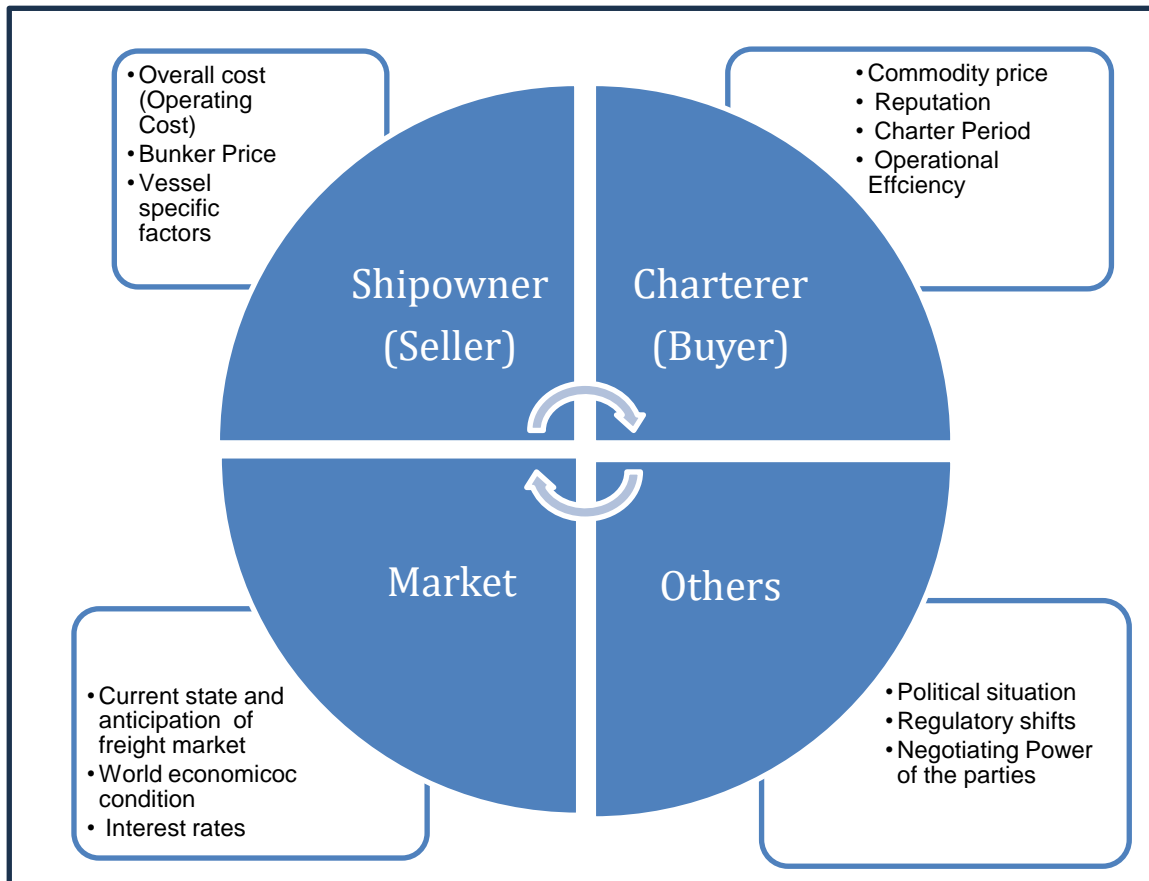 • Overall cost
(Operating
Cost)
• Bunker Price
• Vessel
specific
factors
• Commodity price
• Reputation
• Charter Period
• Operational
Effciency
Shipowner
(Seller)
Charterer
(Buyer)
Market
Others
• Current state and
anticipation of
freight market
• World economicoc
condition
• Interest rates
• Political situation
• Regulatory shifts
• Negotiating Power
of the parties